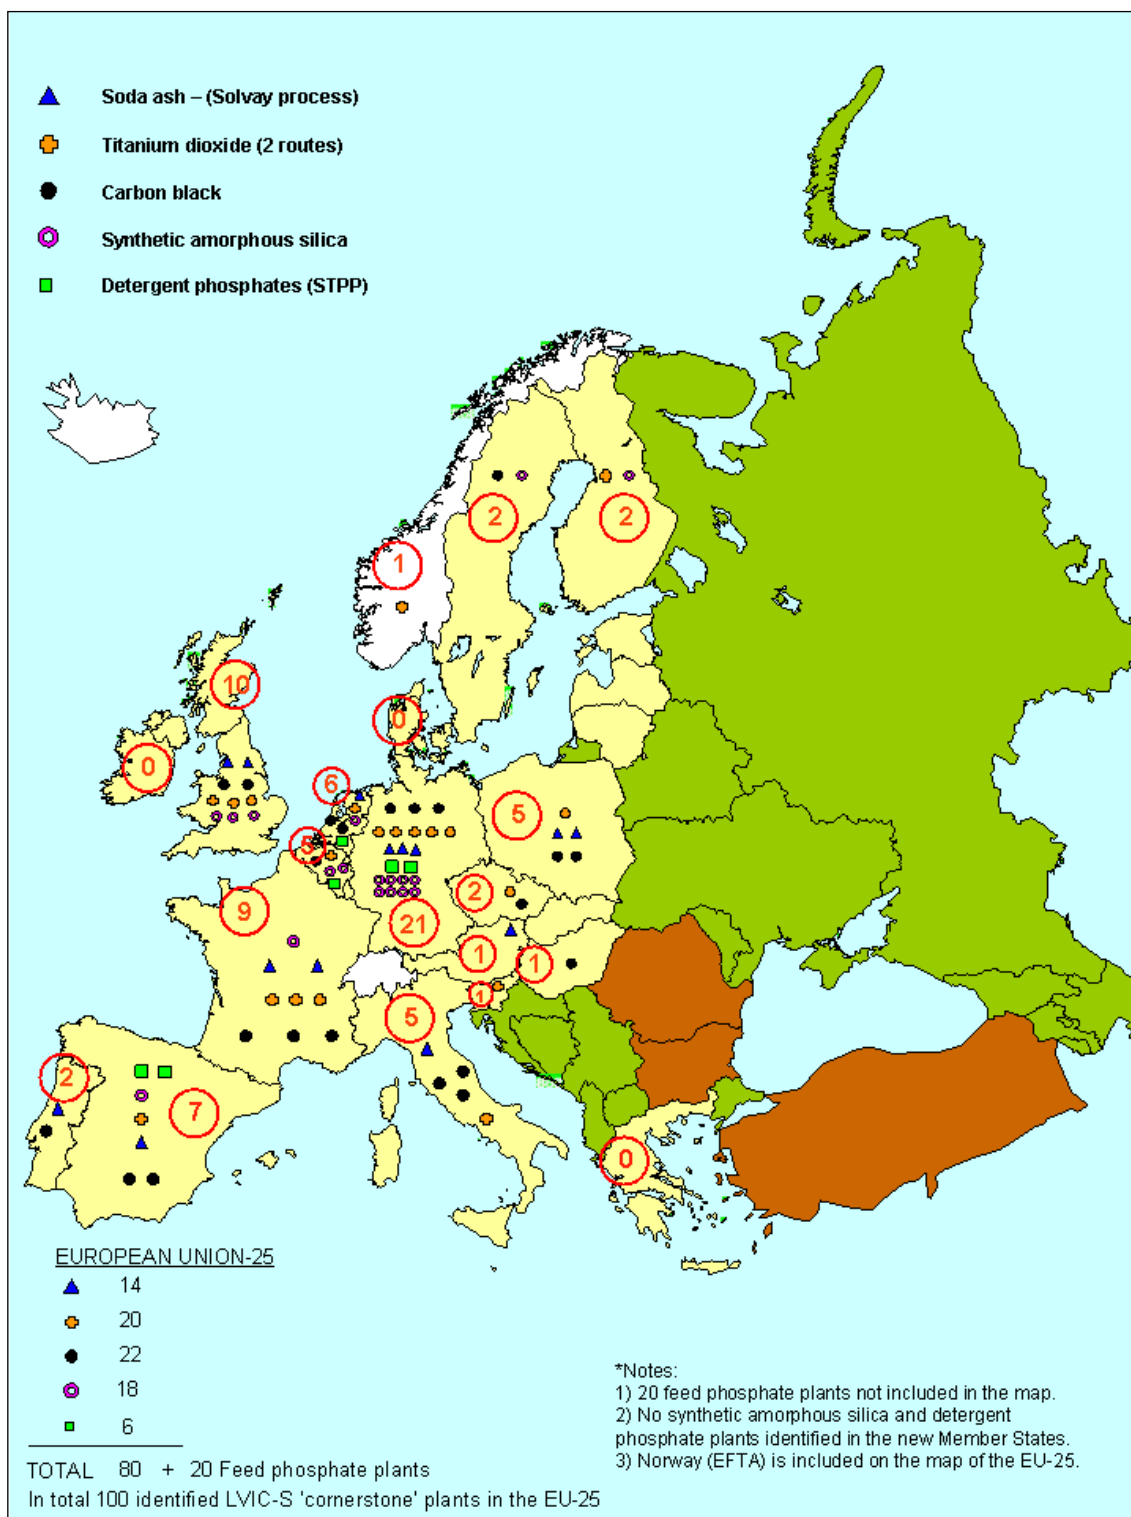 Soda ash – (Solvay process)
Titanium dioxide (2 routes)
Carbon black
Synthetic amorphous silica
Detergent phosphates (STPP)
2
2
1
10
0
0
6
5
5
2
9
21
1
1
1
5
2
7
0
EUROPEAN UNION-25
14
20
22
18
6
TOTAL 80 + 20 Feed phosphate plants
In total 100 identified LVIC-S 'cornerstone' plants in the EU-25
*Notes:
1) 20 feed phosphate plants not included in the map.
2) No synthetic amorphous silica and detergent
phosphate plants identified in the new Member States.
3) Norway (EFTA) is included on the map of the EU-25.